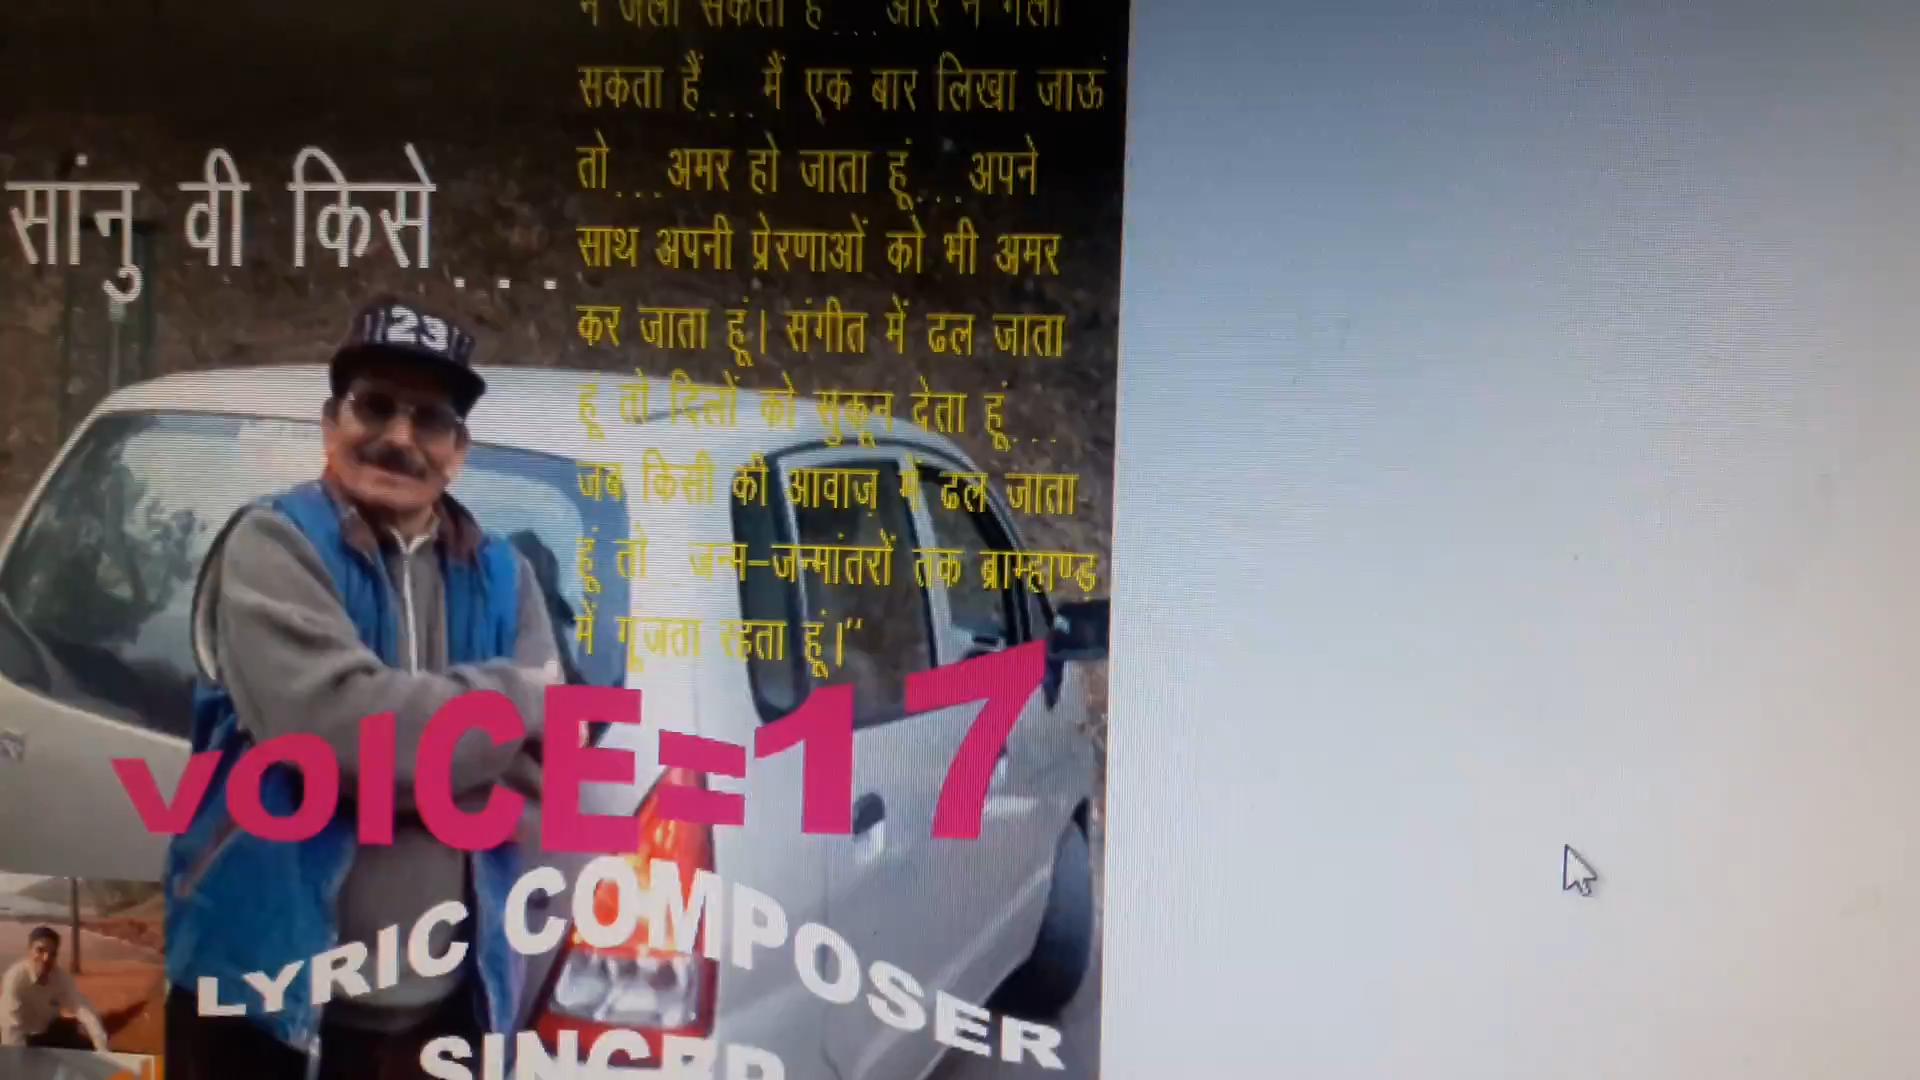 सकता हैं...मैं एक बार लिखा जाऊं
तो...अमर हो जाता हूं...अपने
साथ अपनी प्रेरणाओं को भी अमर
कर जाता हूं। संगीत में ढल जाता
हूं तो दिलों को सुकून देता हूं...
जब किसी की आवाज़ में ढल जाता
हूं तो जन्म-जन्मांतरों तक ब्राम्हाण्ड़
में गूंजता रहता हूं।“
सांनु वी किसे...
23
VOICE=17
LYRIC COMPOSER
SINGER